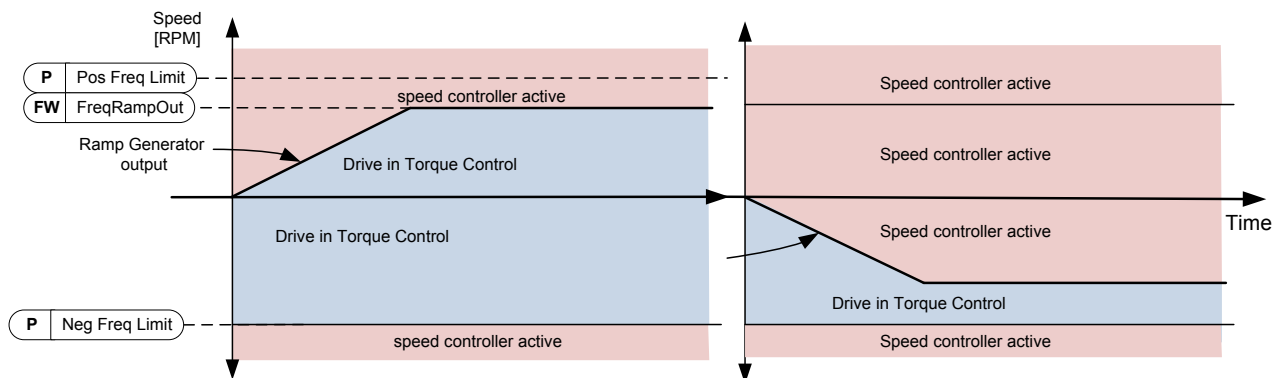 Speed
[RPM]
P Pos Freq Limit
FW FreqRampOut
Ramp Generator
output
speed controller active
Drive in Torque Control
Drive in Torque Control
P Neg Freq Limit
speed controller active
Speed controller active
Speed controller active
Speed controller active
Time
Drive in Torque Control
Speed controller active